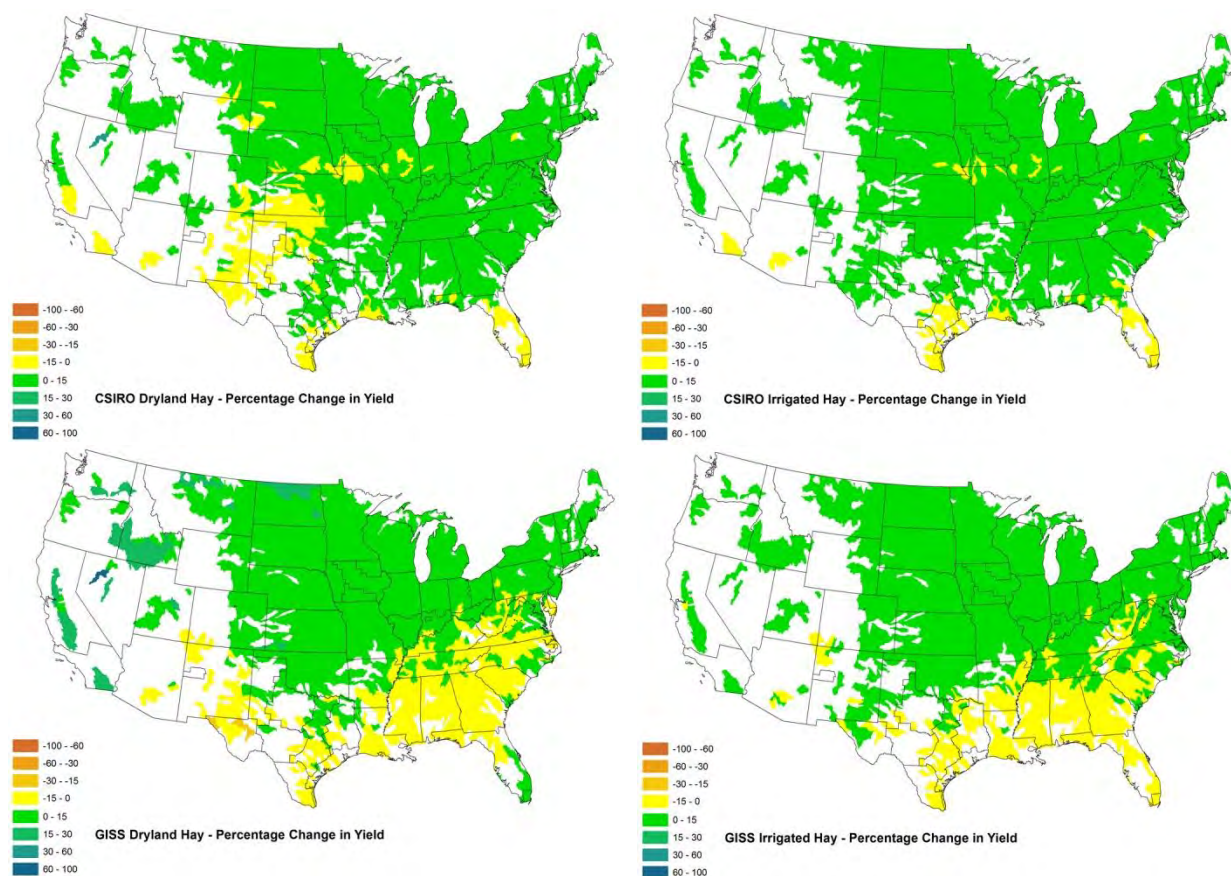 -100 - -60
-60 - -30
-30 - -15
-15 - 0
0 - 15
15 - 30
30 - 60
60 - 100
CSIRO Dryland Hay - Percentage Change in Yield
-100 - -60
-60 - -30
-30 - -15
-15 - 0
0 - 15
15 - 30
30 - 60
60 - 100
CSIRO Irrigated Hay - Percentage Change in Yield
-100 - -60
-60 - -30
-30 - -15
-15 - 0
0 - 15
15 - 30
30 - 60
60 - 100
GISS Dryland Hay - Percentage Change in Yield
-100 - -60
-60 - -30
-30 - -15
-15 - 0
0 - 15
15 - 30
30 - 60
60 - 100
GISS Irrigated Hay - Percentage Change in Yield